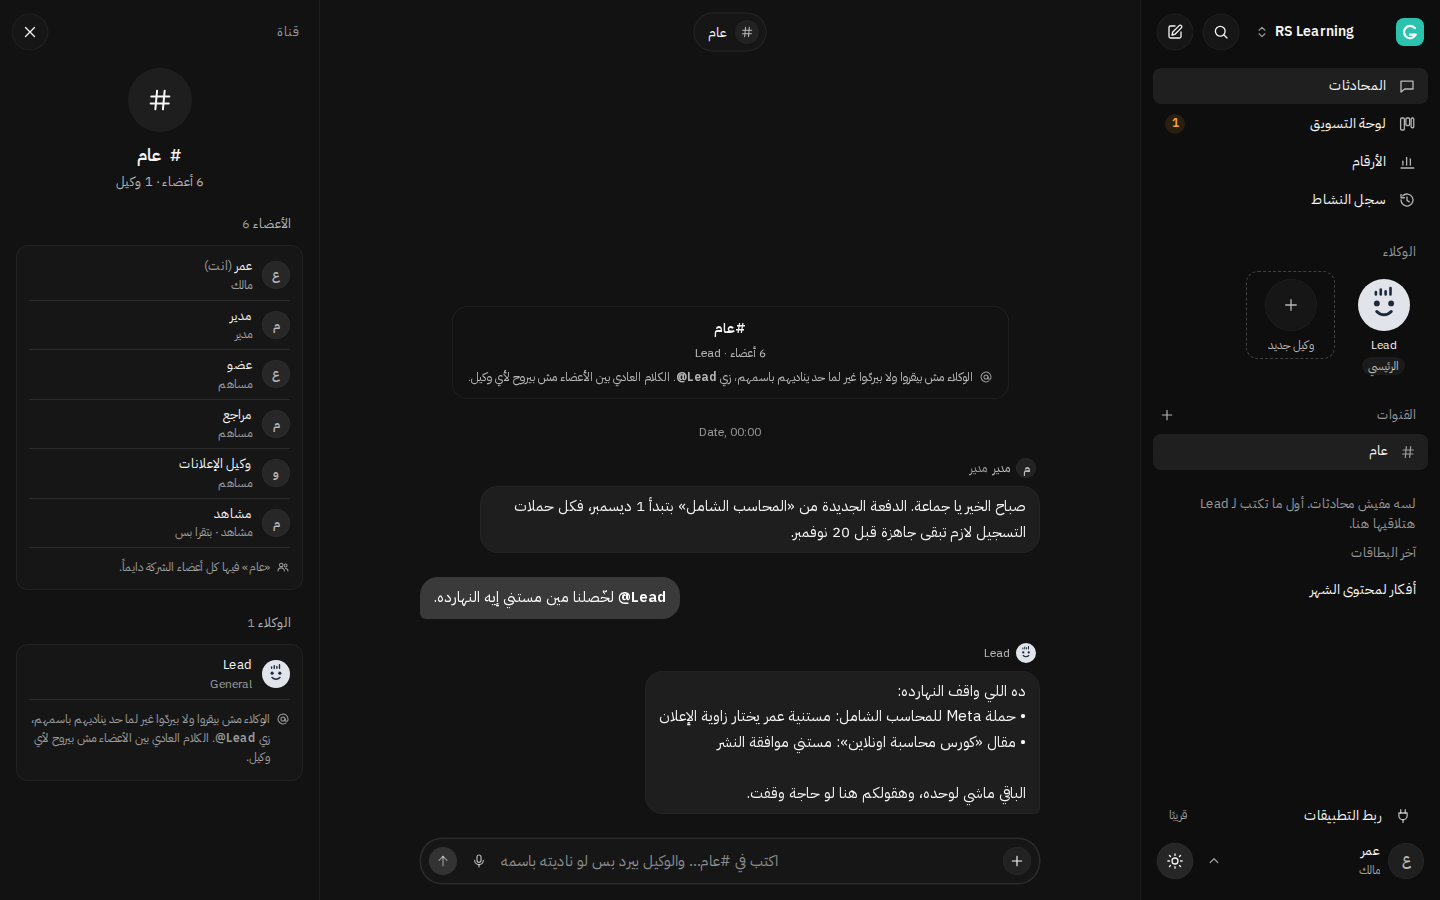 RS Learning
المحادثات
لوحة التسويق
1
الأرقام
سجل النشاط
الوكلاء
Lead
الرئيسي
وكيل جديد
القنوات
# عام
لسه مفيش محادثات. أول ما تكتب لـ Lead
هتلاقيها هنا.
آخر البطاقات
أفكار لمحتوى الشهر
ربط التطبيقات
قريبًا
ع
عمر
مالك
# عام
#عام
6 أعضاء · Lead
الوكلاء مش بيقروا ولا بيردّوا غير لما حد يناديهم باسمهم، زي @Lead. الكلام العادي بين الأعضاء مش بيروح لأي وكيل.
Date, 00:00
م مدير مدير
صباح الخير يا جماعة. الدفعة الجديدة من «المحاسب الشامل» بتبدأ 1 ديسمبر، فكل حملات
التسجيل لازم تبقى جاهزة قبل 20 نوفمبر.
@Lead لخّصلنا مين مستني إيه النهارده.
Lead
ده اللي واقف النهارده:
• حملة Meta للمحاسب الشامل: مستنية عمر يختار زاوية الإعلان
• مقال «كورس محاسبة اونلاين»: مستني موافقة النشر
الباقي ماشي لوحده، وهقولكم هنا لو حاجة وقفت.
اكتب في #عام... والوكيل بيرد بس لو ناديته باسمه
قناة
#
# عام
6 أعضاء · 1 وكيل
الأعضاء 6
ع
عمر (انت)
مالك
م
مدير
مدير
ع
عضو
مساهم
م
مراجع
مساهم
و
وكيل الإعلانات
مساهم
م
مشاهد
مشاهد · بتقرا بس
«عام» فيها كل أعضاء الشركة دايماً.
الوكلاء 1
Lead
General
الوكلاء مش بيقروا ولا بيردّوا غير لما حد يناديهم باسمهم،
زي @Lead. الكلام العادي بين الأعضاء مش بيروح لأي
وكيل.